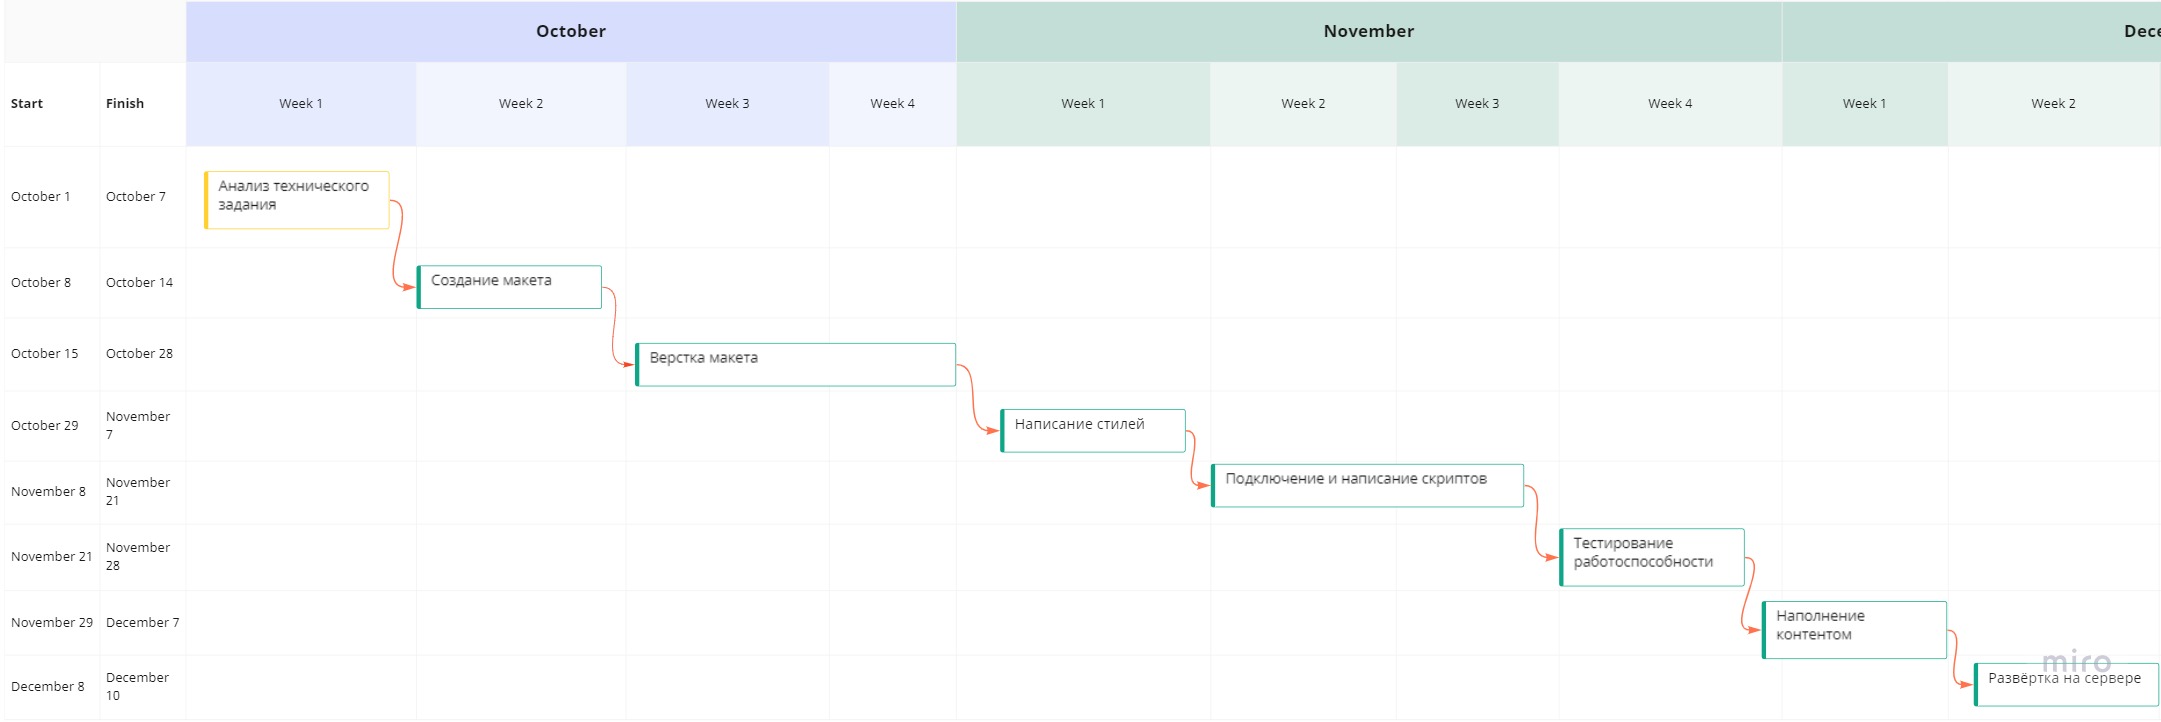 October
November
Dece
Start
Finish
Week 1
Week 2
Week 3
Week 4
Week 1
Week 2
Week 3
Week 4
Week 1
Week 2
October 1
October 7
Анализ технического
задания
October 8
October 14
Создание макета
October 15
October 28
Верстка макета
October 29
November
7
Написание стилей
November 8
November
21
Подключение и написание скриптов
November 21
November
28
Тестирование
работоспособности
November 29
December 7
Наполнение
контентом
December 8
December
10
Развёртка на сервере
miro